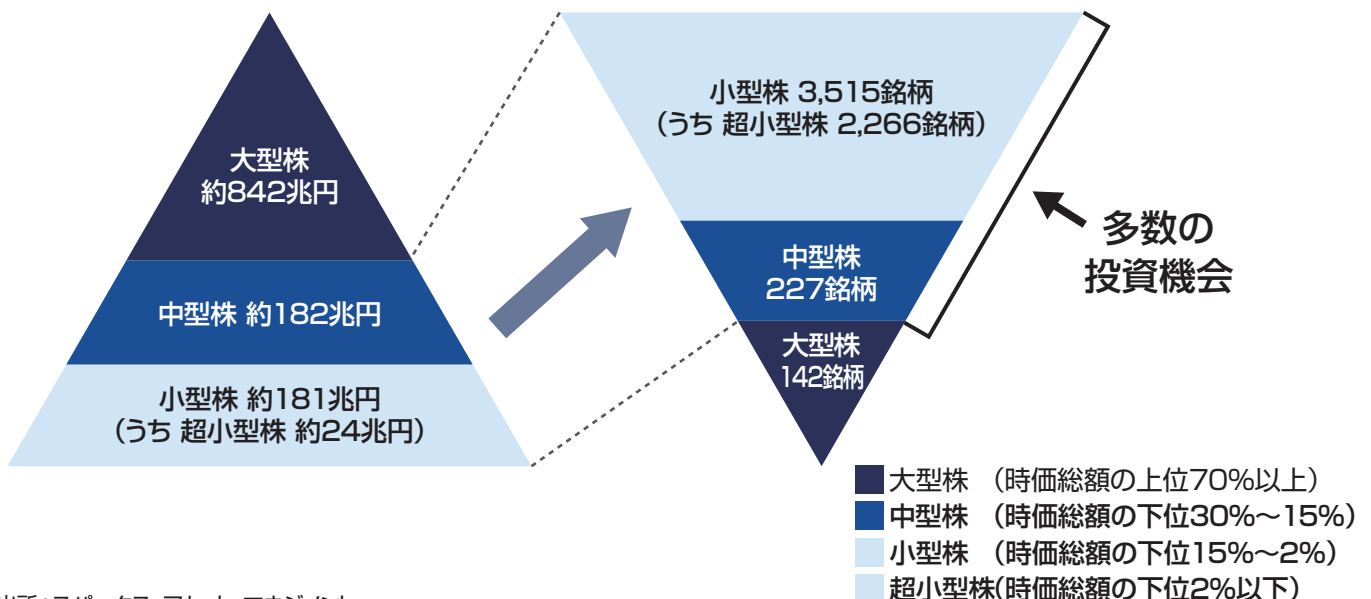 大型株
約842兆円
中型株 約182兆円
小型株 約181兆円
（うち 超小型株 約24兆円）
小型株 3,515銘柄
（うち 超小型株 2,266銘柄）
中型株
227銘柄
大型株
142銘柄
多数の
投資機会
大型株 （時価総額の上位70%以上）
中型株 （時価総額の下位30%～15%）
小型株 （時価総額の下位15%～2%）
超小型株(時価総額の下位2%以下）